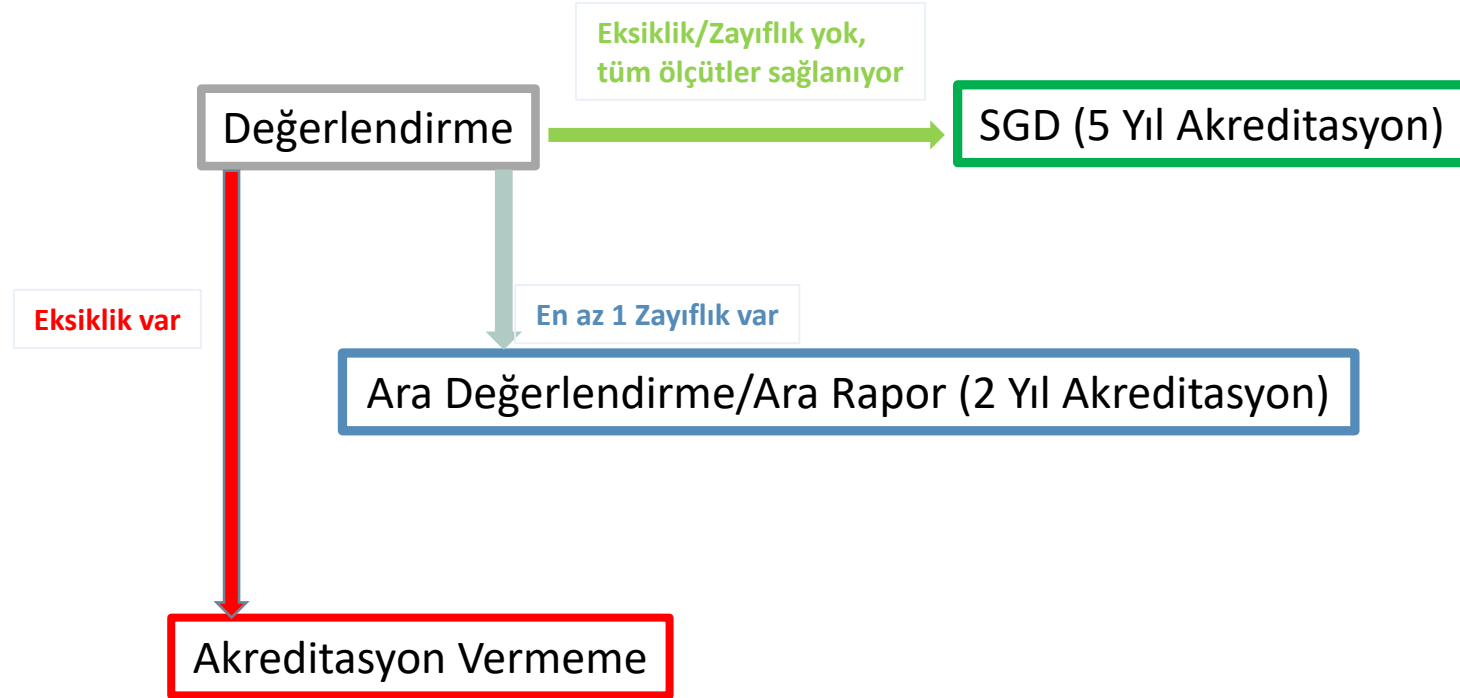 Eksiklik/Zayıflık yok,
tüm ölçütler sağlanıyor
Değerlendirme
SGD (5 Yıl Akreditasyon)
Eksiklik var
En az 1 Zayıflık var
Ara Değerlendirme/Ara Rapor (2 Yıl Akreditasyon)
Akreditasyon Vermeme